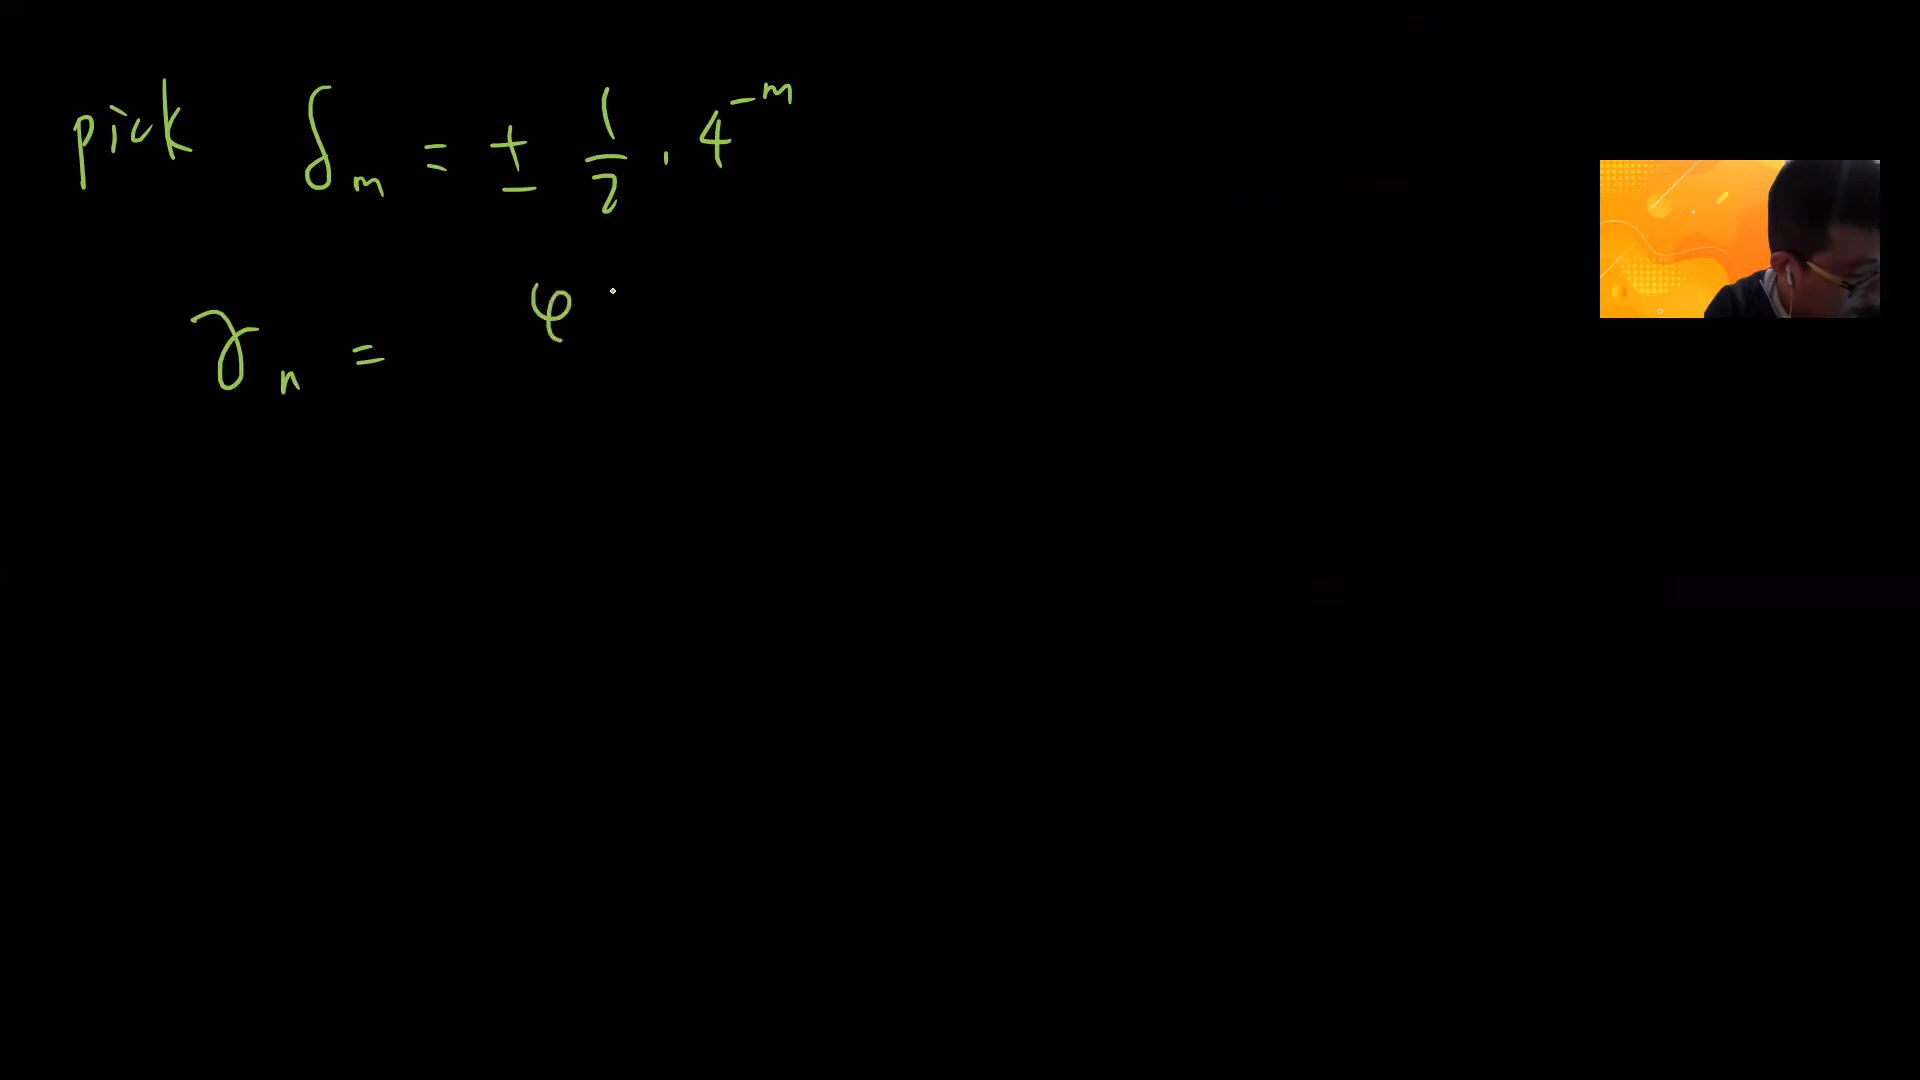 pick δ_m = ± 1/2 · 4^{-m}
γ_n = φ